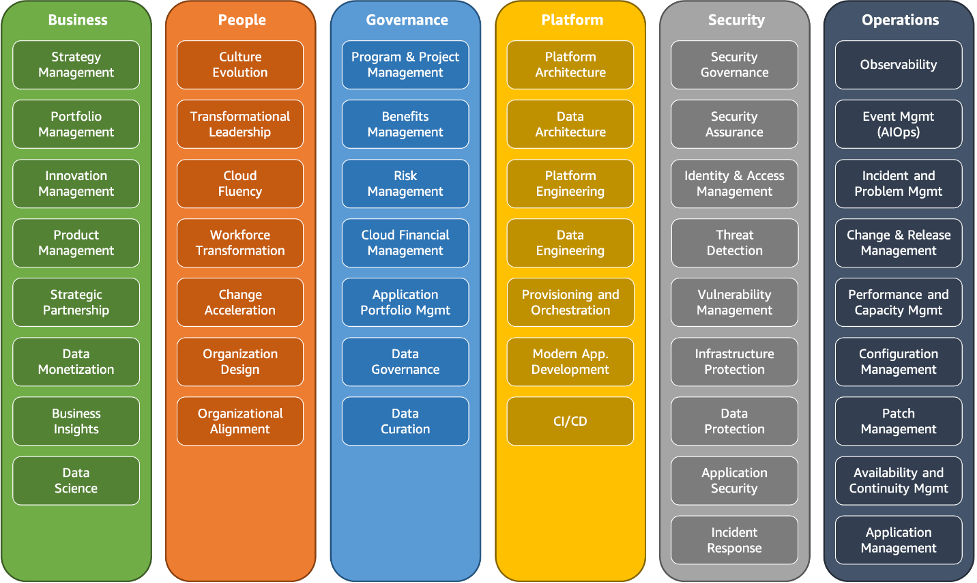 Business
Strategy
Management
Portfolio
Management
Innovation
Management
Product
Management
Strategic
Partnership
Data
Monetization
Business
Insights
Data
Science
People
Culture
Evolution
Transformational
Leadership
Cloud
Fluency
Workforce
Transformation
Change
Acceleration
Organization
Design
Organizational
Alignment
Governance
Program & Project
Management
Benefits
Management
Risk
Management
Cloud Financial
Management
Application
Portfolio Mgmt
Data
Governance
Data
Curation
Platform
Platform
Architecture
Data
Architecture
Platform
Engineering
Data
Engineering
Provisioning and
Orchestration
Modern App.
Development
CI/CD
Security
Security
Governance
Security
Assurance
Identity & Access
Management
Threat
Detection
Vulnerability
Management
Infrastructure
Protection
Data
Protection
Application
Security
Incident
Response
Operations
Observability
Event Mgmt
(AIOps)
Incident and
Problem Mgmt
Change & Release
Management
Performance and
Capacity Mgmt
Configuration
Management
Patch
Management
Availability and
Continuity Mgmt
Application
Management